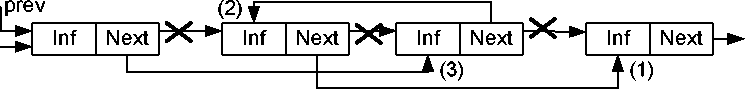 prev (2)
Inf Next Inf Next Inf Next Inf Next
(3) (1)